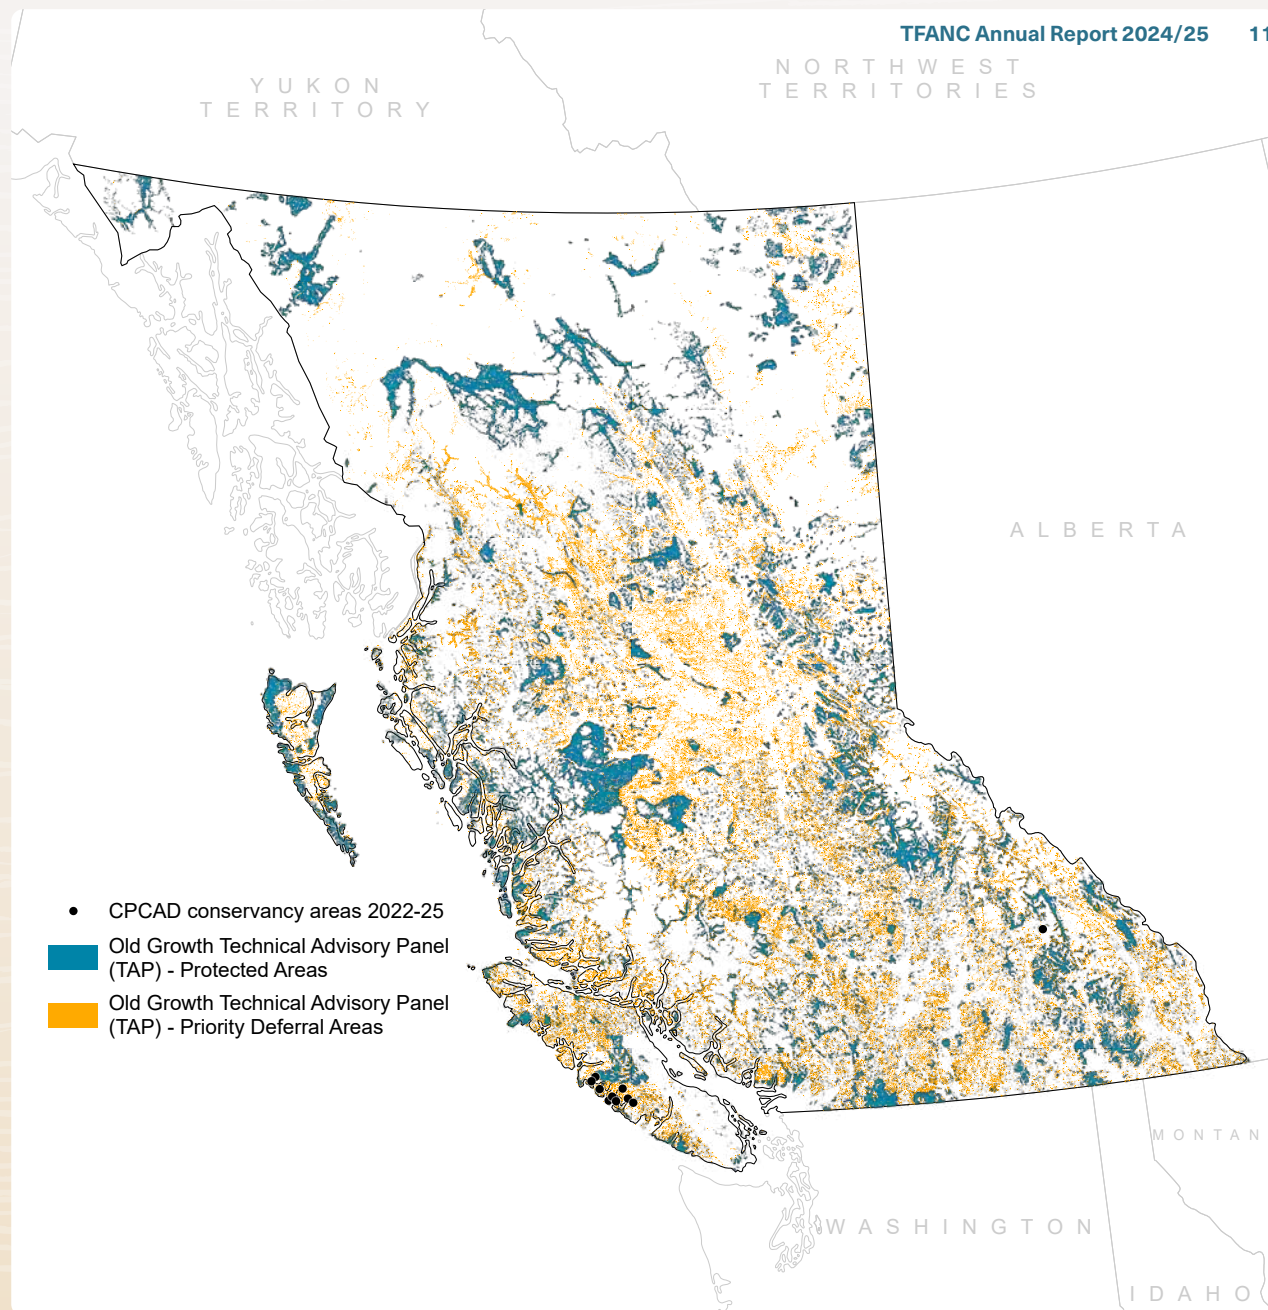 TFANC Annual Report 2024/25 11
YUKON
TERRITORY
NORTHWEST
TERRITORIES
ALBERTA
CPCAD conservancy areas 2022-25
Old Growth Technical Advisory Panel
(TAP) - Protected Areas
Old Growth Technical Advisory Panel
(TAP) - Priority Deferral Areas
MONTAN
WASHINGTON
IDAHO